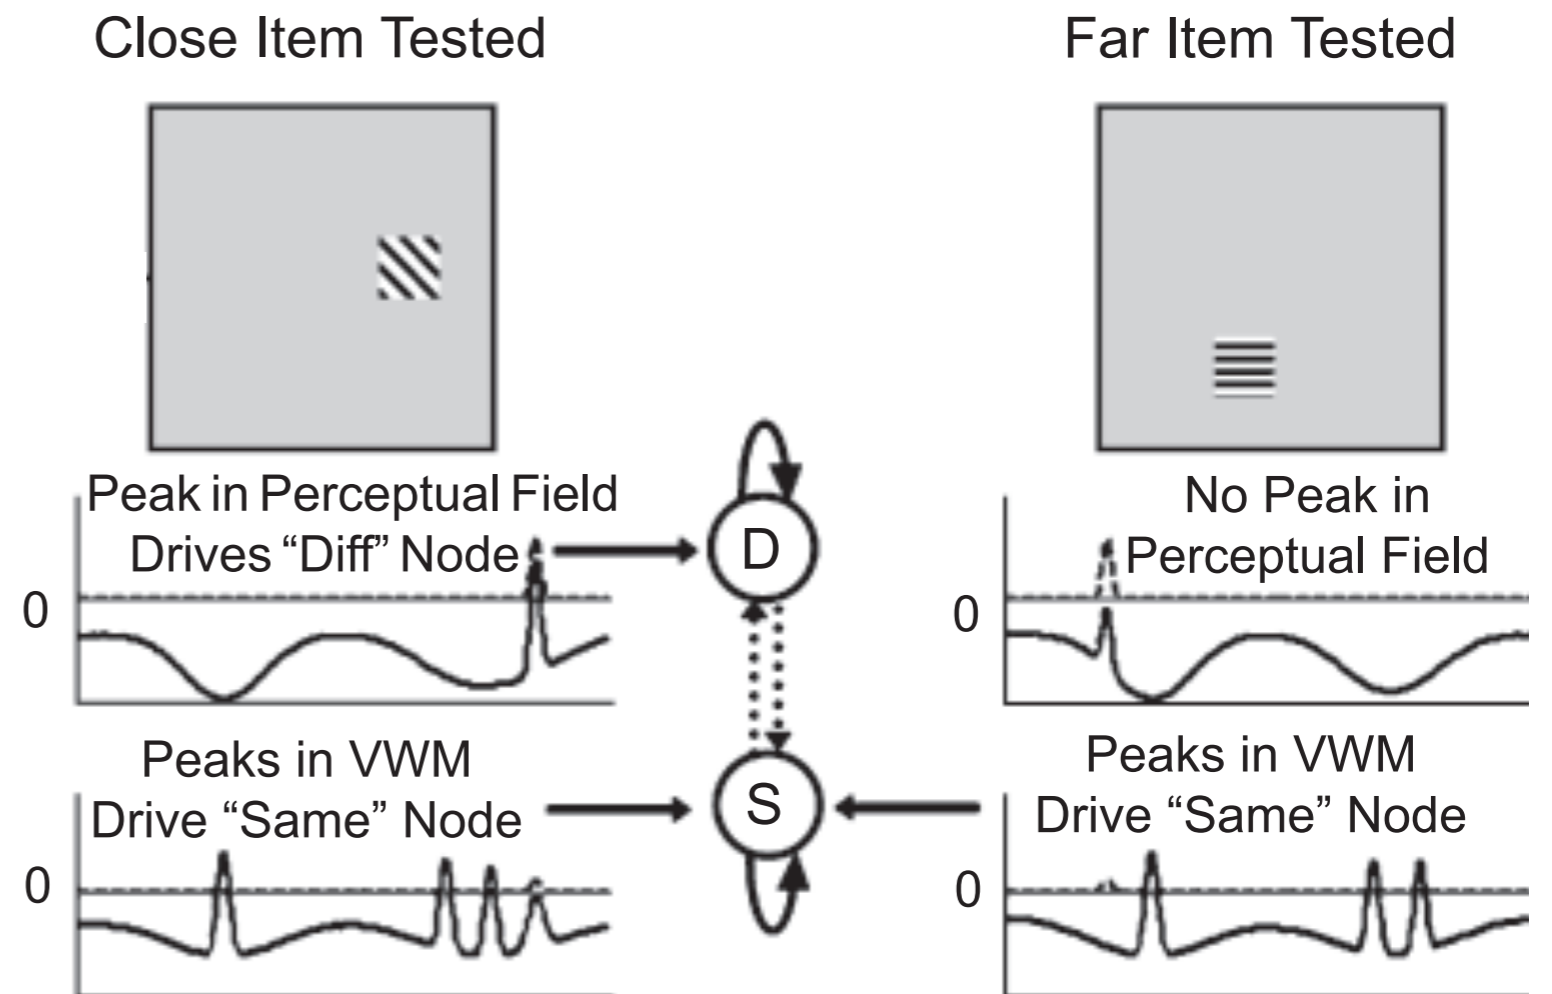 Close Item Tested
Far Item Tested
Peak in Perceptual Field
Drives “Diff” Node
D
No Peak in
Perceptual Field
0
0
Peaks in VWM
Drive “Same” Node
S
Peaks in VWM
Drive “Same” Node
0
0